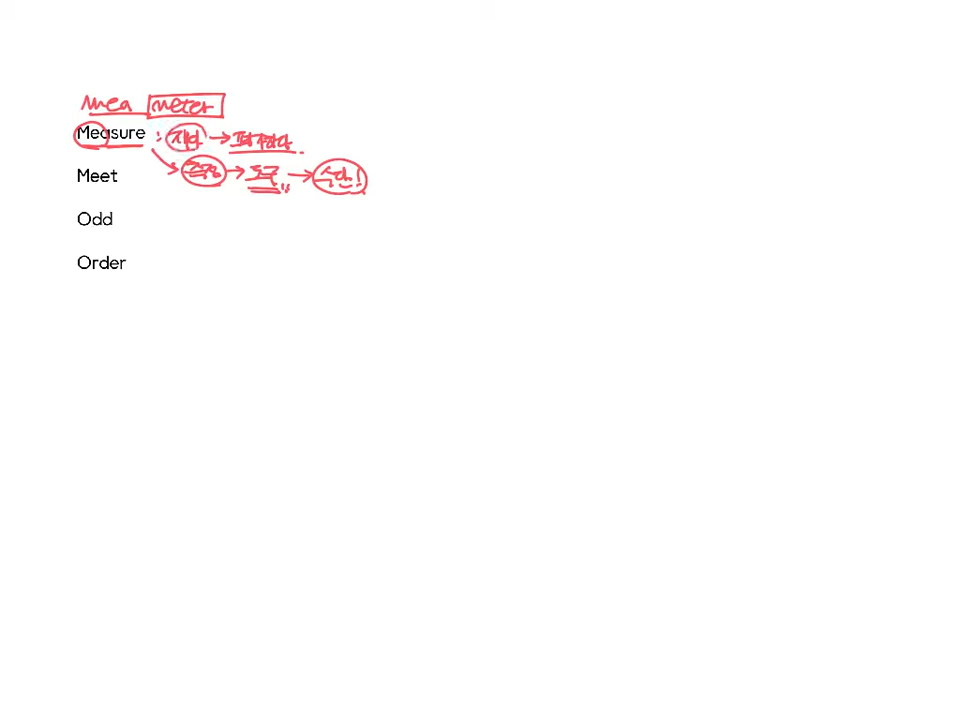 mea meter
Measure : 재다 → 평가하다
측정 → 도구 → 수단!
Meet
Odd
Order